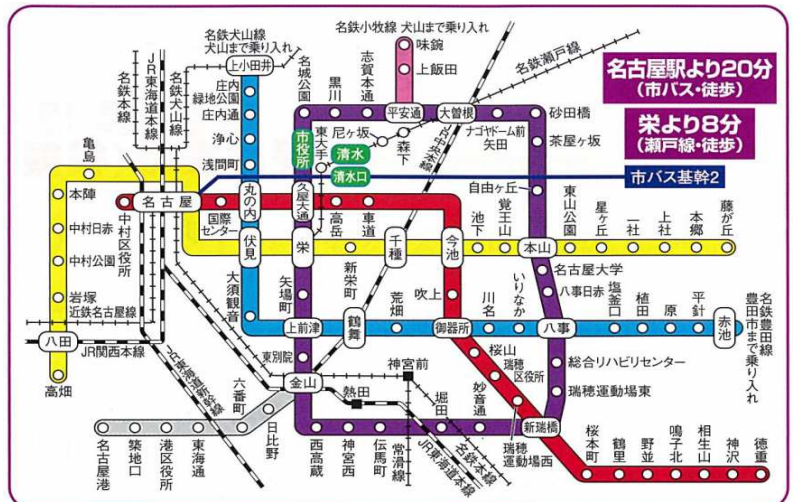 名古屋駅より20分
(市バス・徒歩)
栄より8分
(瀬戸線・徒歩)
市バス基幹2
名鉄小牧線 犬山まで乗り入れ
味鋺
上飯田
名鉄犬山線
犬山まで乗り入れ
上小田井
庄内
緑地公園
庄内通
浄心
浅間町
丸の内
伏見
大須観音
JR東海道本線
名鉄犬山線
名鉄本線
名鉄瀬戸線
名城公園
黒川
志賀本通
平安通
大曽根
ナゴヤドーム前
矢田
砂田橋
茶屋ヶ坂
自由ヶ丘
市役所
東大手
清水
清水口
尼ヶ坂
森下
JR中央本線
亀島
本陣
中村日赤
中村公園
岩塚
近鉄名古屋線
八田
JR関西本線
高畑
中村区役所
名古屋
国際
センター
久屋大通
高岳
車道
栄
新栄町
千種
今池
池下
覚王山
本山
東山公園
星ヶ丘
一社
上社
本郷
藤が丘
名古屋大学
八事日赤
矢場町
上前津
鶴舞
荒畑
吹上
御器所
川名
いりなか
八事
塩釜口
植田
原
平針
赤池
名鉄豊田線
豊田市まで乗り入れ
総合リハビリセンター
瑞穂運動場東
東別院
金山
神宮前
熱田
桜山
瑞穂
区役所
妙音通
堀田
新瑞橋
瑞穂
運動場西
JR東海道新幹線
六番町
日比野
名古屋港
築地口
港区役所
東海通
西高蔵
神宮西
伝馬町
常滑線
名鉄本線
JR東海道本線
桜本町
鶴里
野並
鳴子北
相生山
神沢
徳重